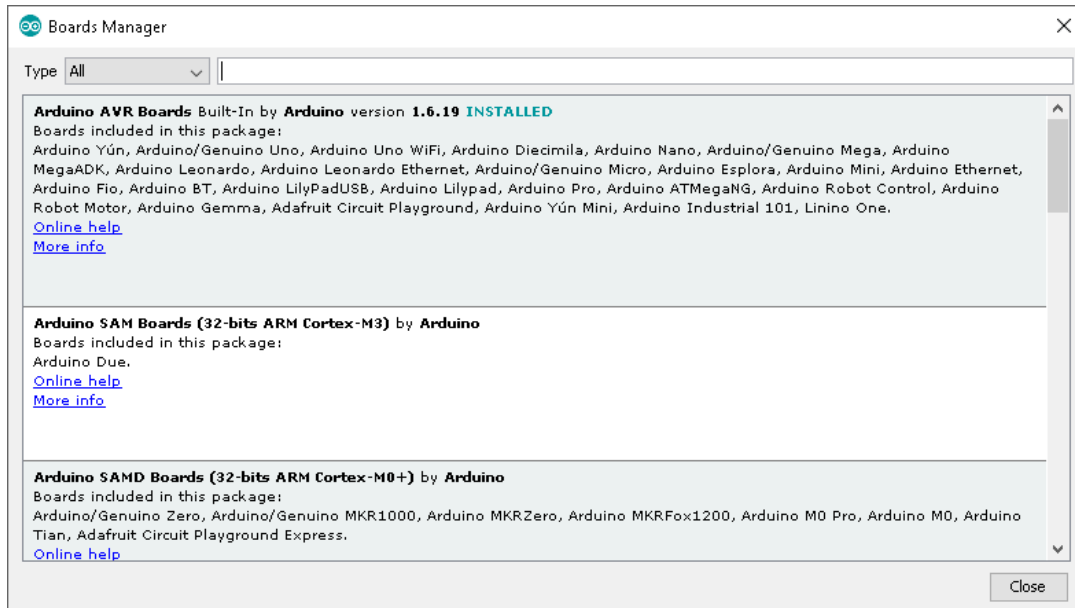 Boards Manager
Type All
Arduino AVR Boards Built-In by Arduino version 1.6.19 INSTALLED
Boards included in this package:
Arduino Yún, Arduino/Genuino Uno, Arduino Uno WiFi, Arduino Diecimila, Arduino Nano, Arduino/Genuino Mega, Arduino
MegaADK, Arduino Leonardo, Arduino Leonardo Ethernet, Arduino/Genuino Micro, Arduino Esplora, Arduino Mini, Arduino Ethernet,
Arduino Fio, Arduino BT, Arduino LilyPadUSB, Arduino Lilypad, Arduino Pro, Arduino ATMegaNG, Arduino Robot Control, Arduino
Robot Motor, Arduino Gemma, Adafruit Circuit Playground, Arduino Yún Mini, Arduino Industrial 101, Linino One.
Online help
More info
Arduino SAM Boards (32-bits ARM Cortex-M3) by Arduino
Boards included in this package:
Arduino Due.
Online help
More info
Arduino SAMD Boards (32-bits ARM Cortex-M0+) by Arduino
Boards included in this package:
Arduino/Genuino Zero, Arduino/Genuino MKR1000, Arduino MKRZero, Arduino MKRFox1200, Arduino M0 Pro, Arduino M0, Arduino
Tian, Adafruit Circuit Playground Express.
Online help
Close